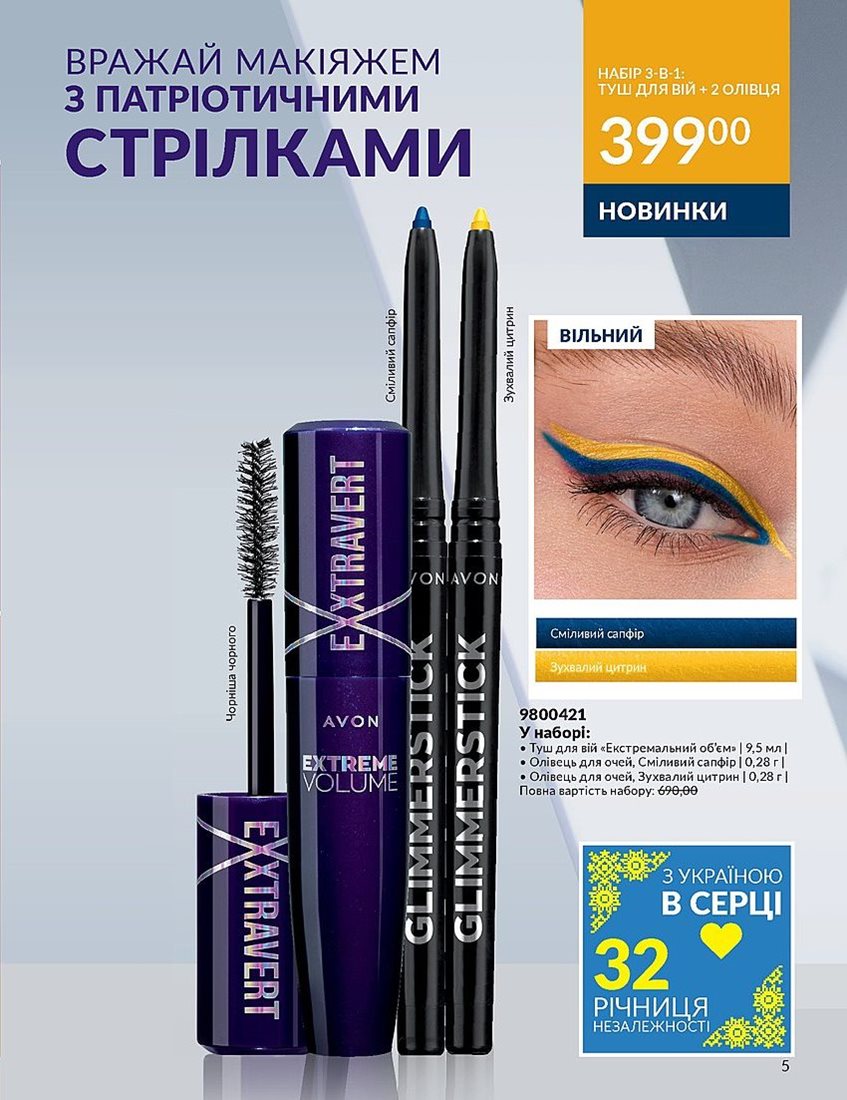 ВРАЖАЙ МАКІЯЖЕМ
З ПАТРІОТИЧНИМИ
СТРІЛКАМИ
НАБІР 3-В-1:
ТУШ ДЛЯ ВІЙ + 2 ОЛІВЦЯ
399⁰⁰
НОВИНКИ
Сміливий сапфір
Зухвалий цитрин
ВІЛЬНИЙ
Сміливий сапфір
Зухвалий цитрин
Чорніша чорного
EXXTRAVERT
EXXTRAVERT
AVON
EXTREME
VOLUME
VON
GLIMMERSTICK
AVON
GLIMMERSTICK
9800421
У наборі:
• Туш для вій «Екстремальний об'єм» | 9,5 мл |
• Олівець для очей, Сміливий сапфір | 0,28 г |
• Олівець для очей, Зухвалий цитрин | 0,28 г |
Повна вартість набору: 690,00
З УКРАЇНОЮ
В СЕРЦІ
32
РІЧНИЦЯ
НЕЗАЛЕЖНОСТІ
5